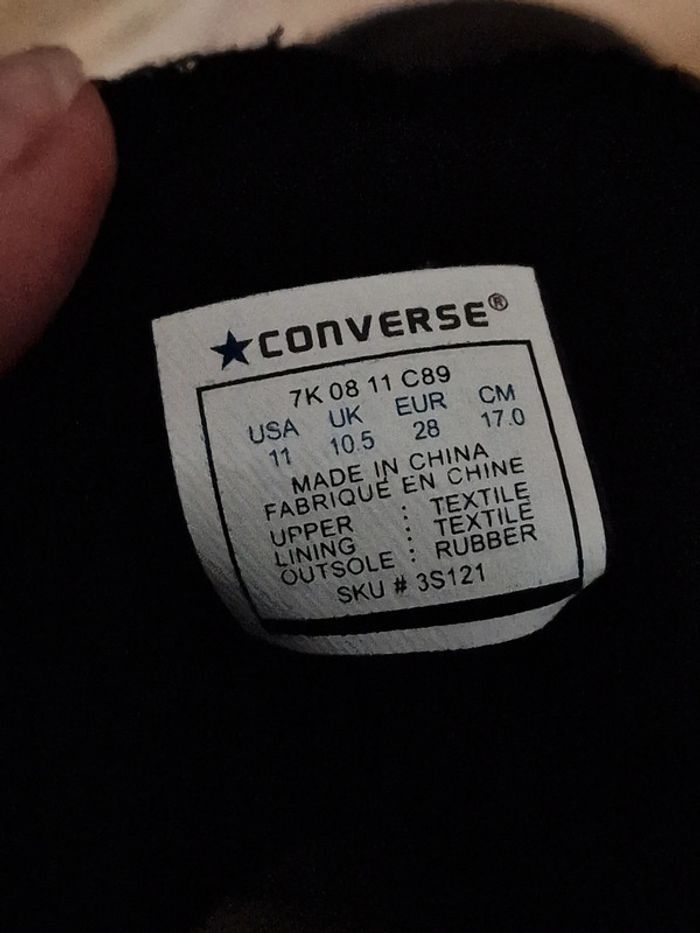 ★CONVERSE®
7K 08 11 C89
USA UK EUR CM
11 10.5 28 17.0
MADE IN CHINA
FABRIQUE EN CHINE
UPPER : TEXTILE
LINING : TEXTILE
OUTSOLE : RUBBER
SKU # 3S121